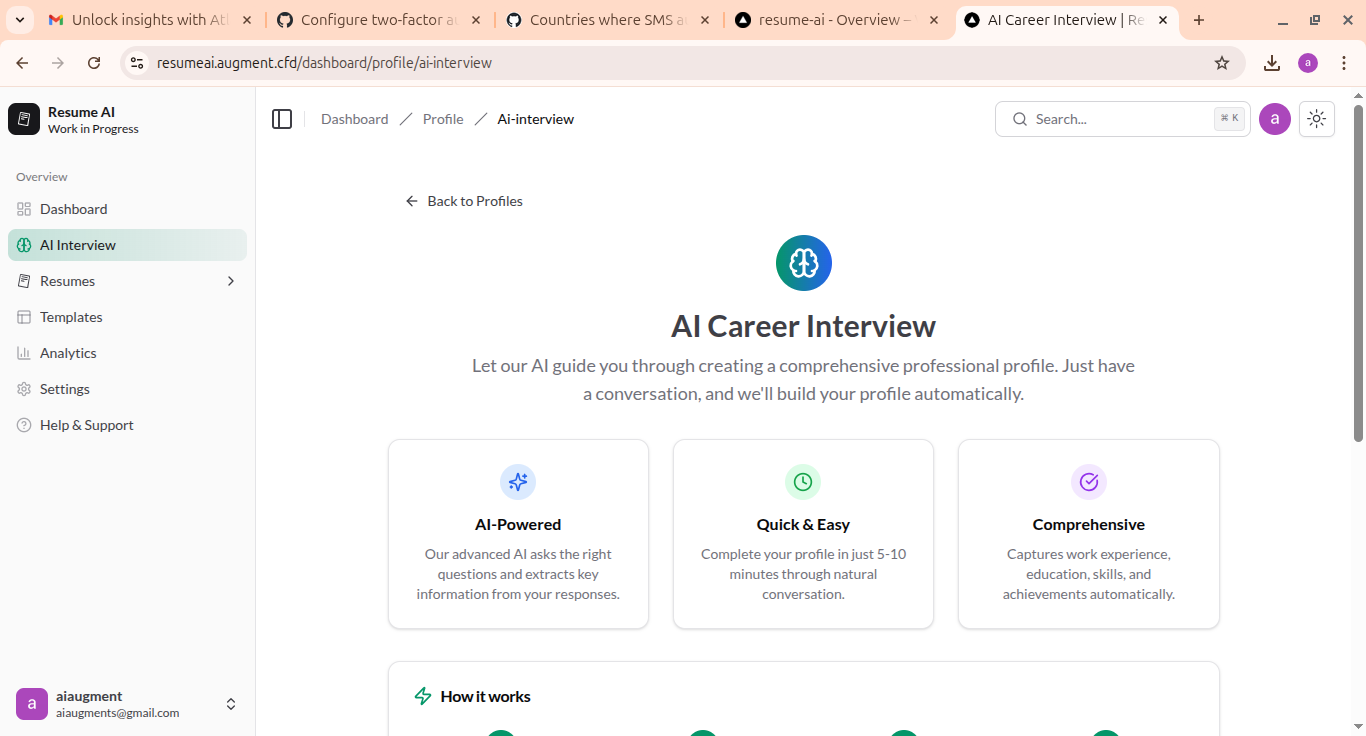 Unlock insights with Atl
Configure two-factor au
Countries where SMS au
resume-ai - Overview –
AI Career Interview | Re
resumeai.augment.cfd/dashboard/profile/ai-interview
a
Resume AI
Work in Progress
Dashboard
Profile
Ai-interview
Search...
⌘ K
a
Overview
Dashboard
AI Interview
Resumes
Templates
Analytics
Settings
Help & Support
Back to Profiles
AI Career Interview
Let our AI guide you through creating a comprehensive professional profile. Just have
a conversation, and we'll build your profile automatically.
AI-Powered
Our advanced AI asks the right
questions and extracts key
information from your responses.
Quick & Easy
Complete your profile in just 5-10
minutes through natural
conversation.
Comprehensive
Captures work experience,
education, skills, and
achievements automatically.
How it works
a
aiaugment
aiaugments@gmail.com